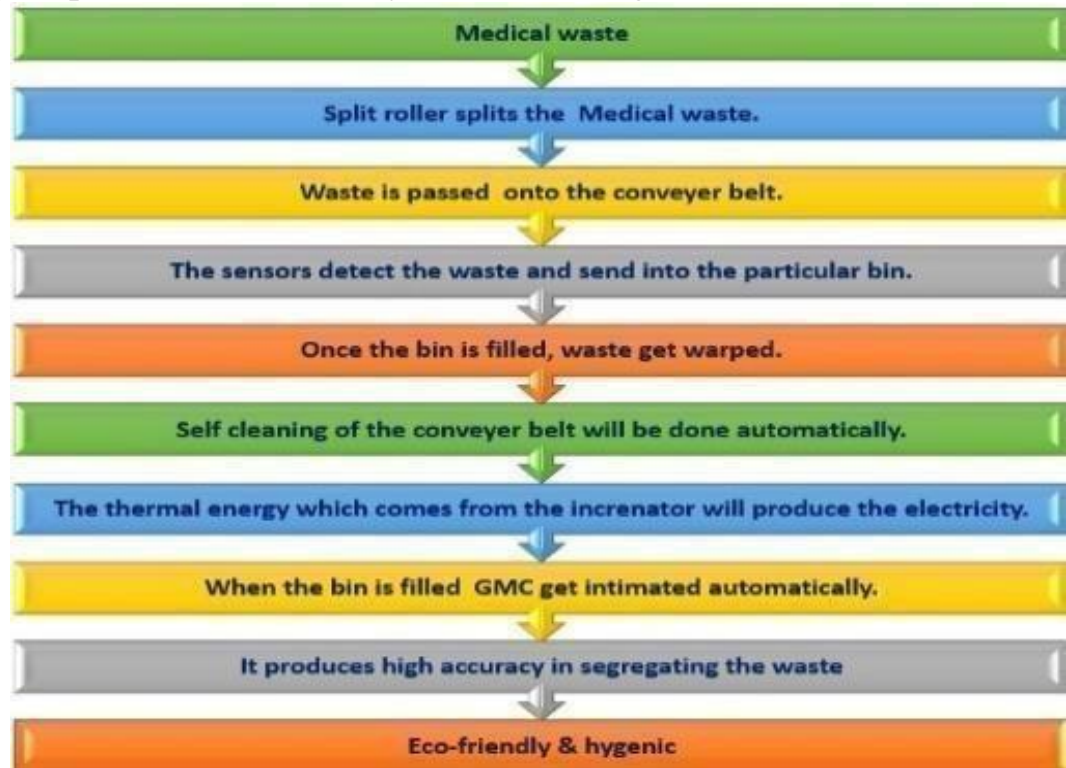 Medical waste
Split roller splits the Medical waste.
Waste is passed onto the conveyer belt.
The sensors detect the waste and send into the particular bin.
Once the bin is filled, waste get warped.
Self cleaning of the conveyer belt will be done automatically.
The thermal energy which comes from the increnator will produce the electricity.
When the bin is filled GMC get intimated automatically.
It produces high accuracy in segregating the waste
Eco-friendly & hygenic